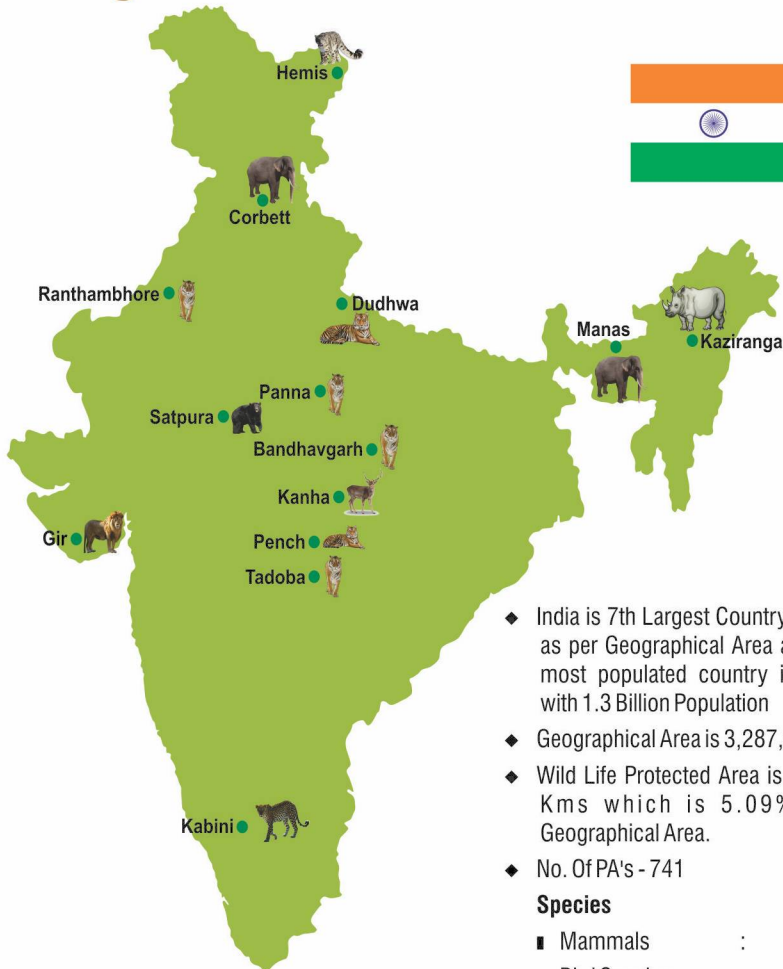 Hemis
Corbett
Ranthambhore
Dudhwa
Manas
Kaziranga
Panna
Satpura
Bandhavgarh
Kanha
Gir
Pench
Tadoba
Kabini
◆ India is 7th Largest Country
as per Geographical Area
most populated country
with 1.3 Billion Population
◆ Geographical Area is 3,287,
◆ Wild Life Protected Area is
Kms which is 5.09%
Geographical Area.
◆ No. Of PA's - 741
Species
▮ Mammals :